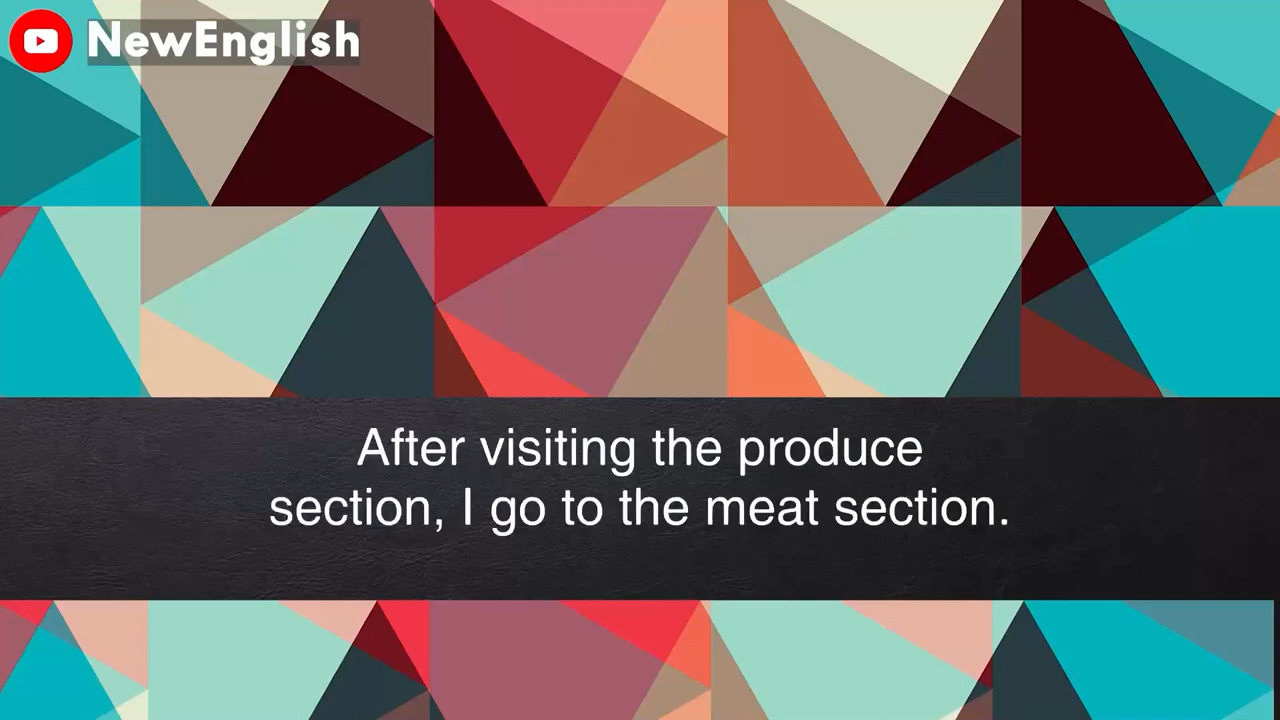 NewEnglish
After visiting the produce
section, I go to the meat section.